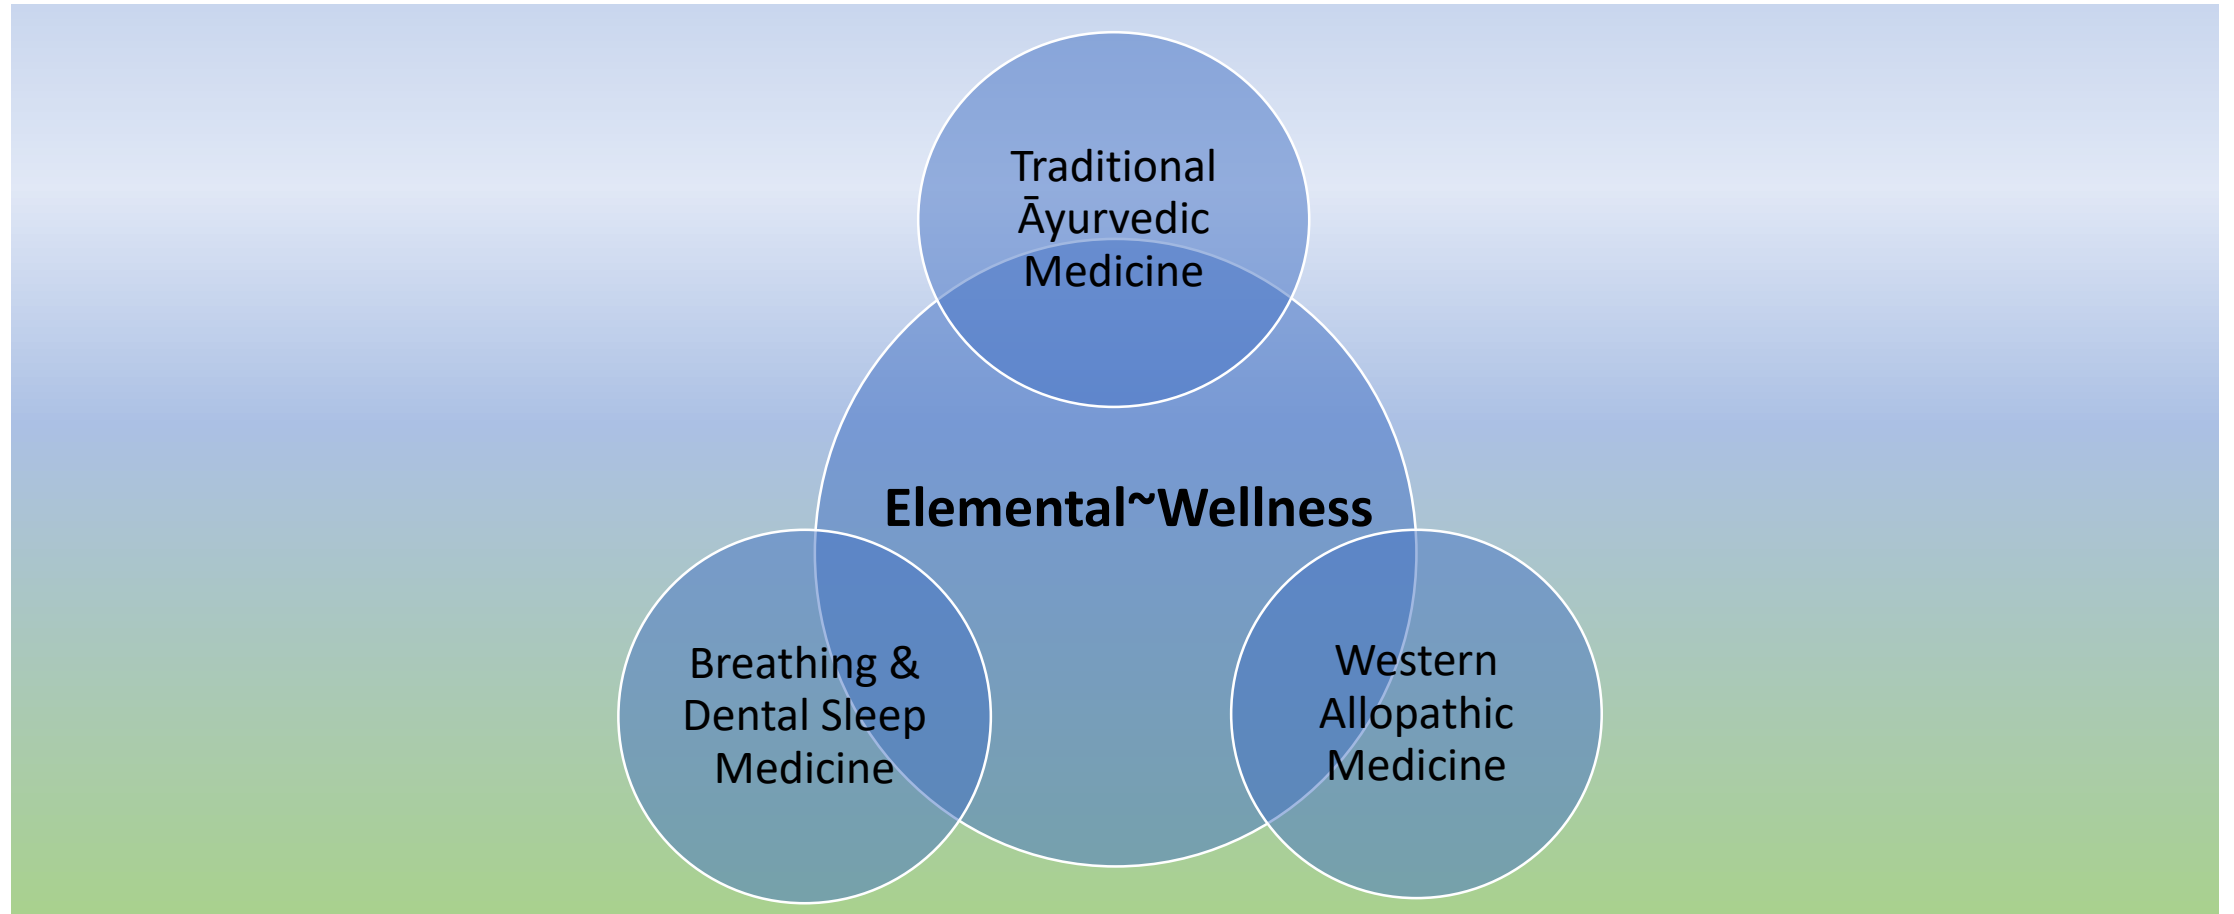 Traditional
Āyurvedic
Medicine
Elemental~Wellness
Breathing &
Dental Sleep
Medicine
Western
Allopathic
Medicine